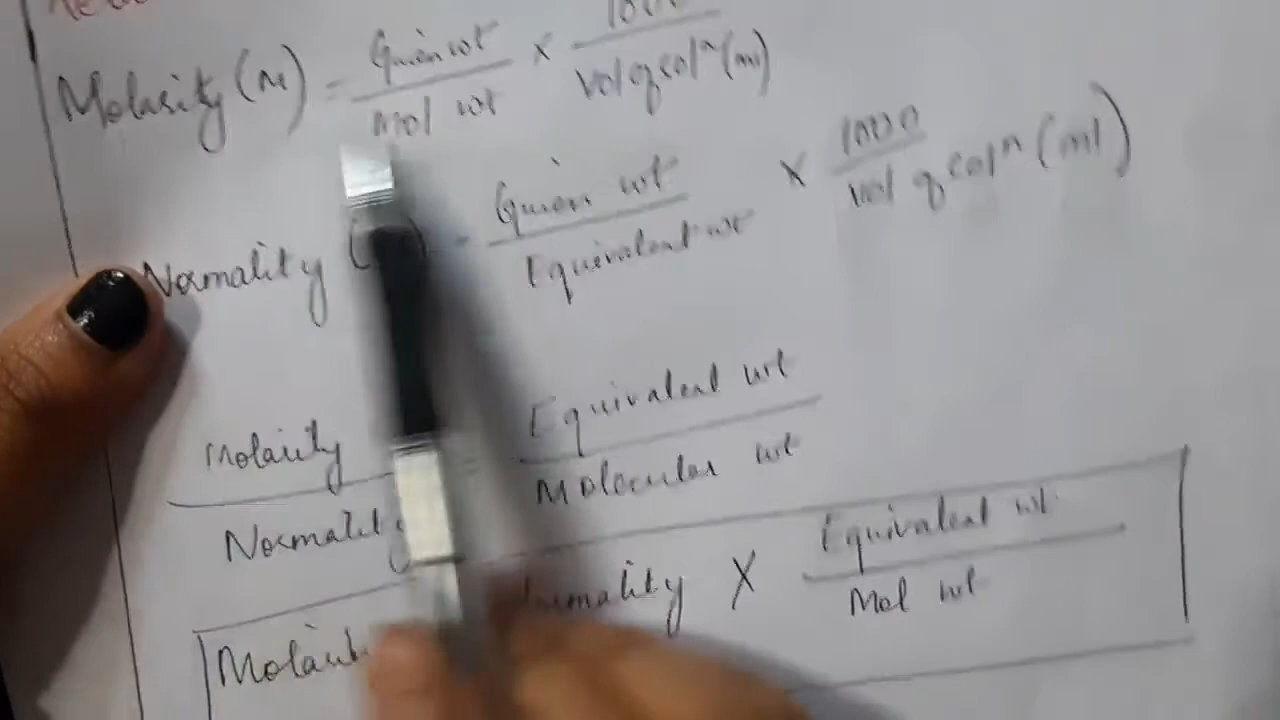 Molarity (M) = Given wt / Mol wt × 1000 / Vol of solⁿ (ml)
Normality ( ) = Given wt / Equivalent wt × 1000 / vol of solⁿ (ml)
Molarity / Normality = Equivalent wt / Molecular wt
Molarity Normality X Equivalent wt / Mol wt